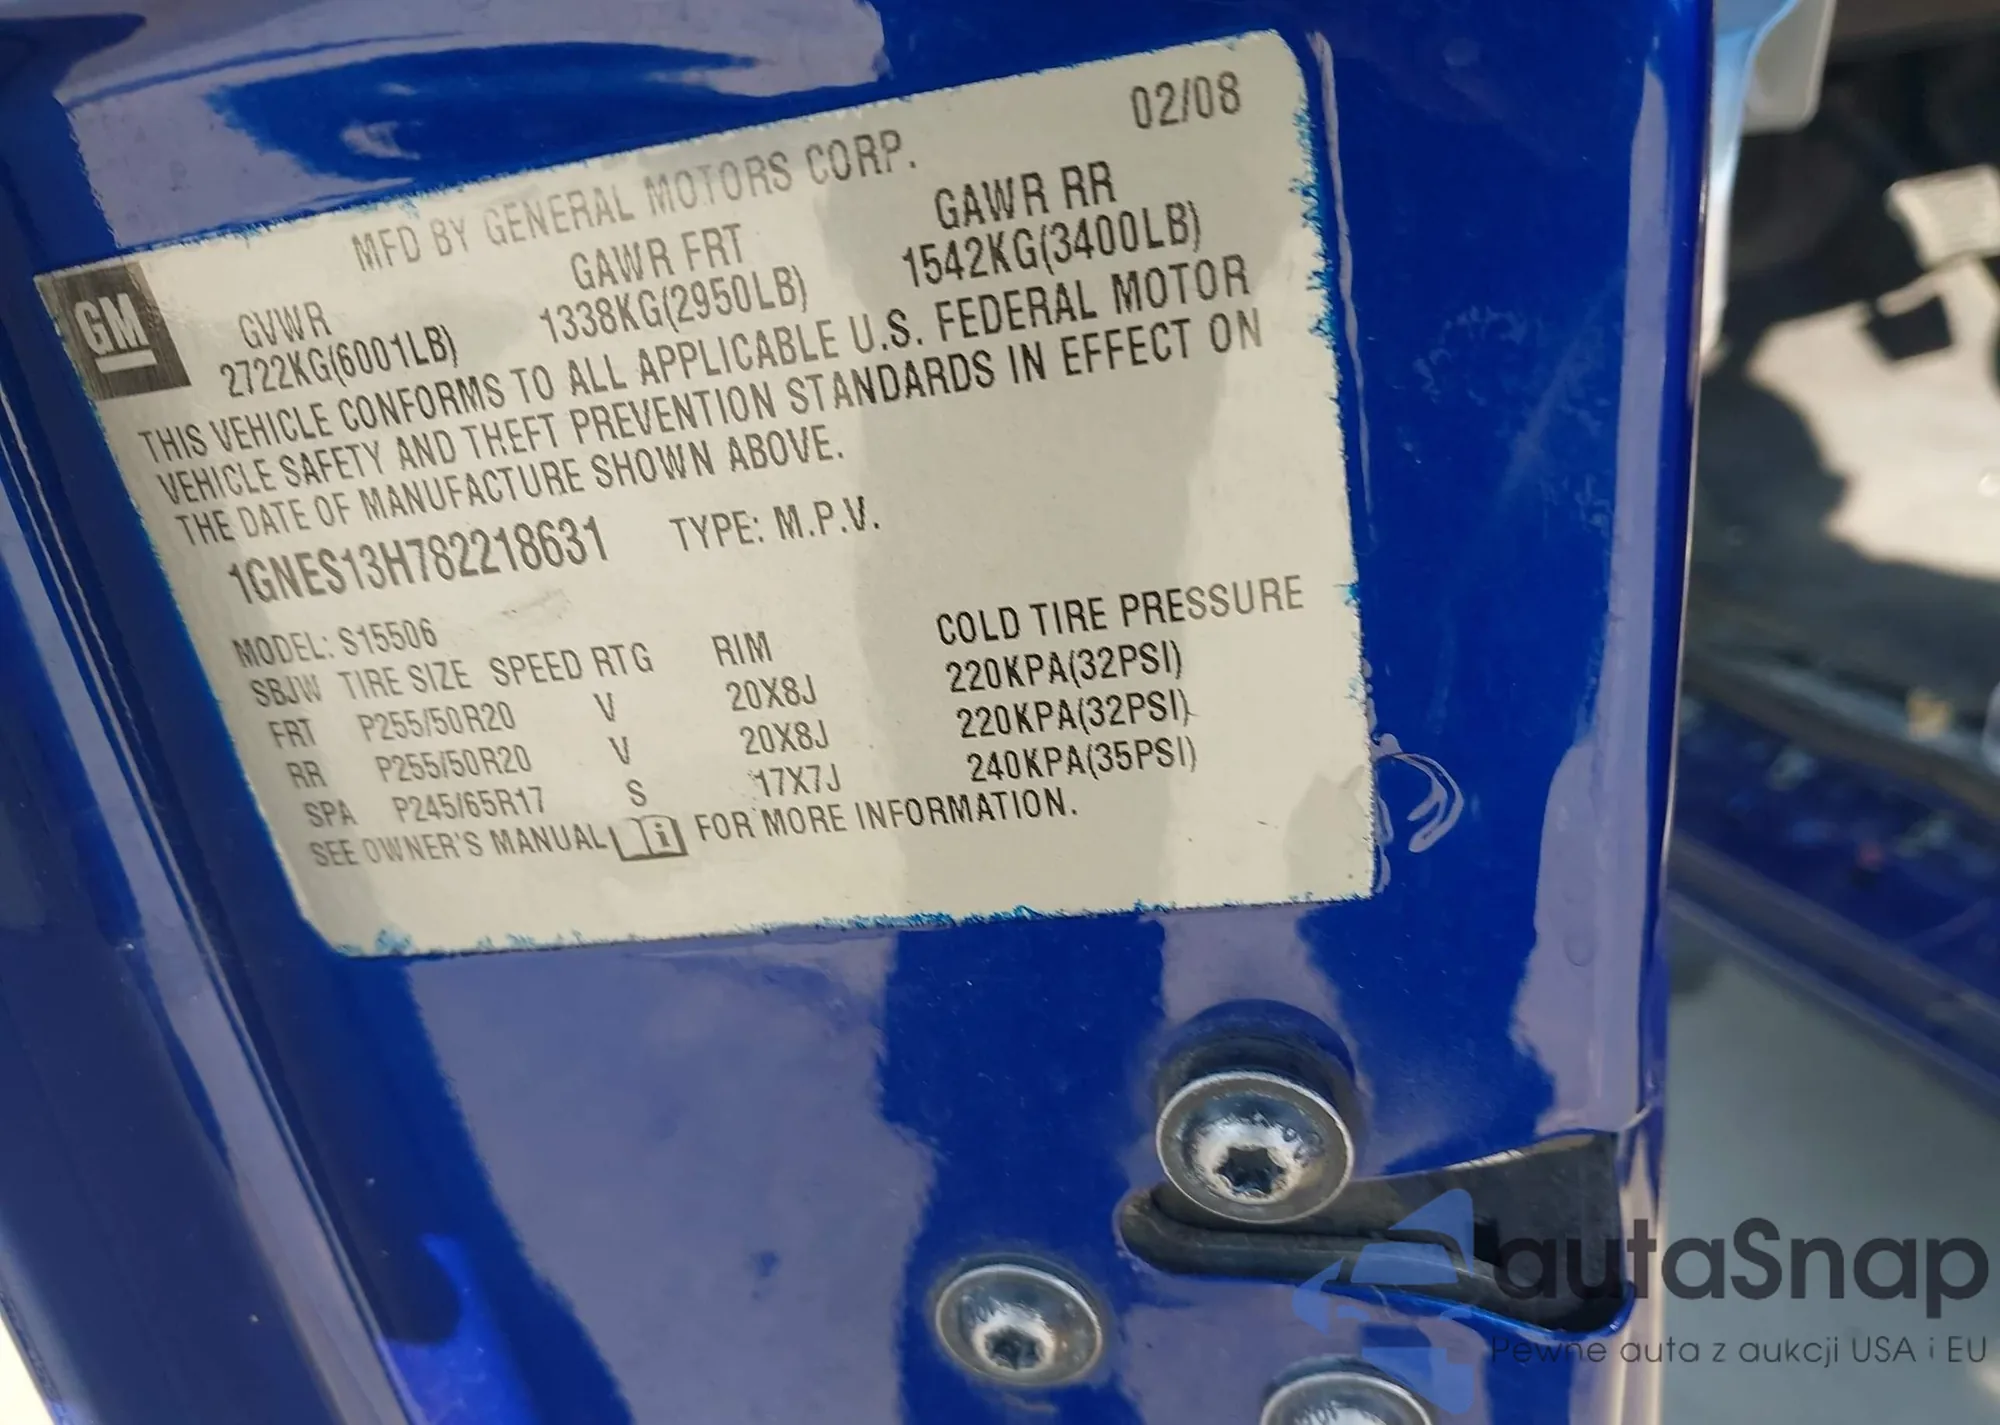 02/08
MFD BY GENERAL MOTORS CORP.
GM
GVWR GAWR FRT GAWR RR
2722KG(6001LB) 1338KG(2950LB) 1542KG(3400LB)
THIS VEHICLE CONFORMS TO ALL APPLICABLE U.S. FEDERAL MOTOR
VEHICLE SAFETY AND THEFT PREVENTION STANDARDS IN EFFECT ON
THE DATE OF MANUFACTURE SHOWN ABOVE.
1GNES13H782218631 TYPE: M.P.V.
MODEL: S15506
SBJW TIRE SIZE SPEED RTG RIM COLD TIRE PRESSURE
FRT P255/50R20 V 20X8J 220KPA(32PSI)
RR P255/50R20 V 20X8J 220KPA(32PSI)
SPA P245/65R17 S 17X7J 240KPA(35PSI)
SEE OWNER'S MANUAL FOR MORE INFORMATION.
autaSnap
Pewne auta z aukcji USA i EU